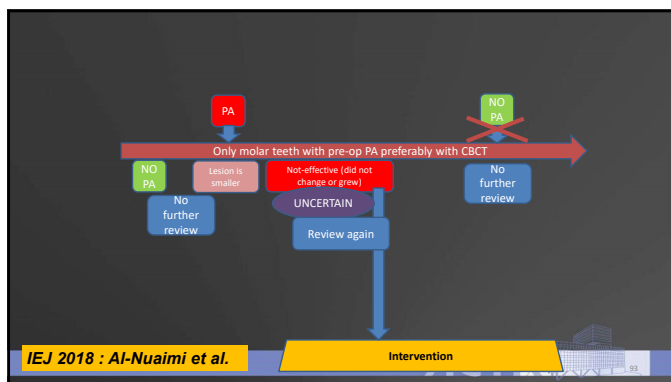 NO
PA
PA
Only molar teeth with pre-op PA preferably with CBCT
NO
PA
Lesion is
smaller
Not-effective (did not
change or grew)
No
further
review
No
further
review
UNCERTAIN
Review again
Intervention
IEJ 2018 : Al-Nuaimi et al.
93